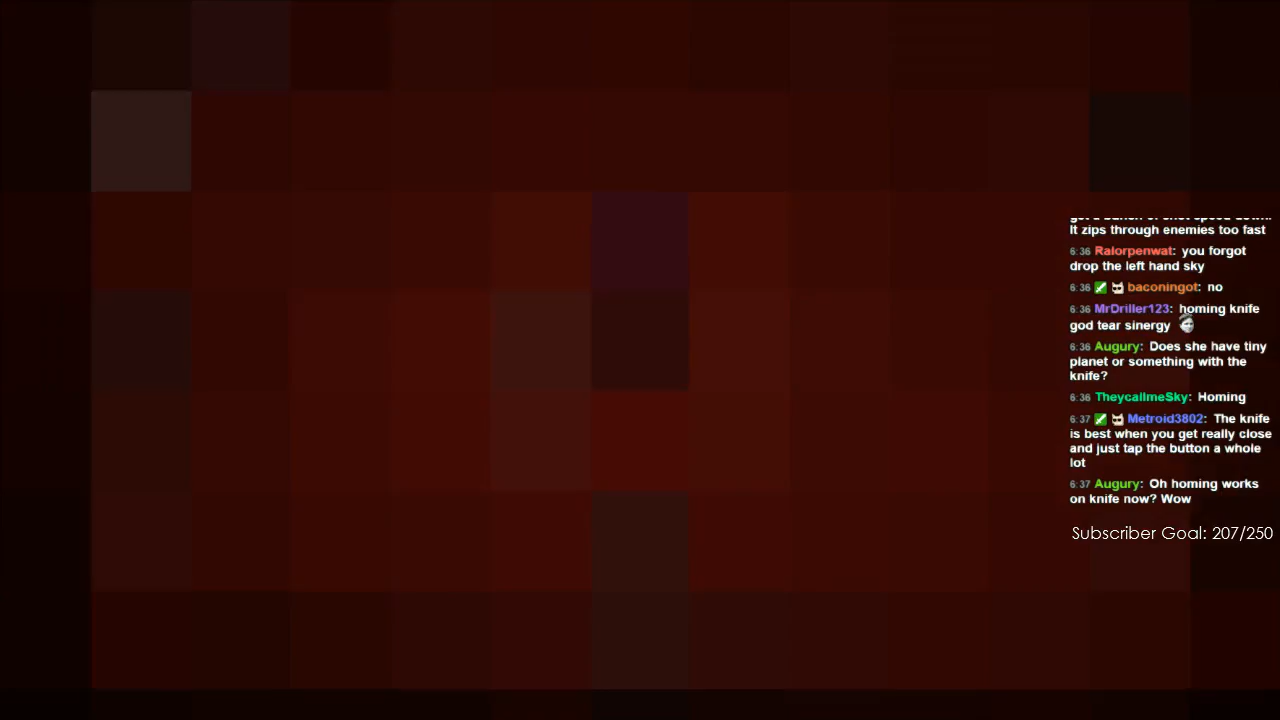 It zips through enemies too fast
6:36 Ralorpenwat: you forgot
drop the left hand sky
6:36 baconingot: no
6:36 MrDriller123: homing knife
god tear sinergy
6:36 Augury: Does she have tiny
planet or something with the
knife?
6:36 TheycallmeSky: Homing
6:37 Metroid3802: The knife
is best when you get really close
and just tap the button a whole
lot
6:37 Augury: Oh homing works
on knife now? Wow
Subscriber Goal: 207/250